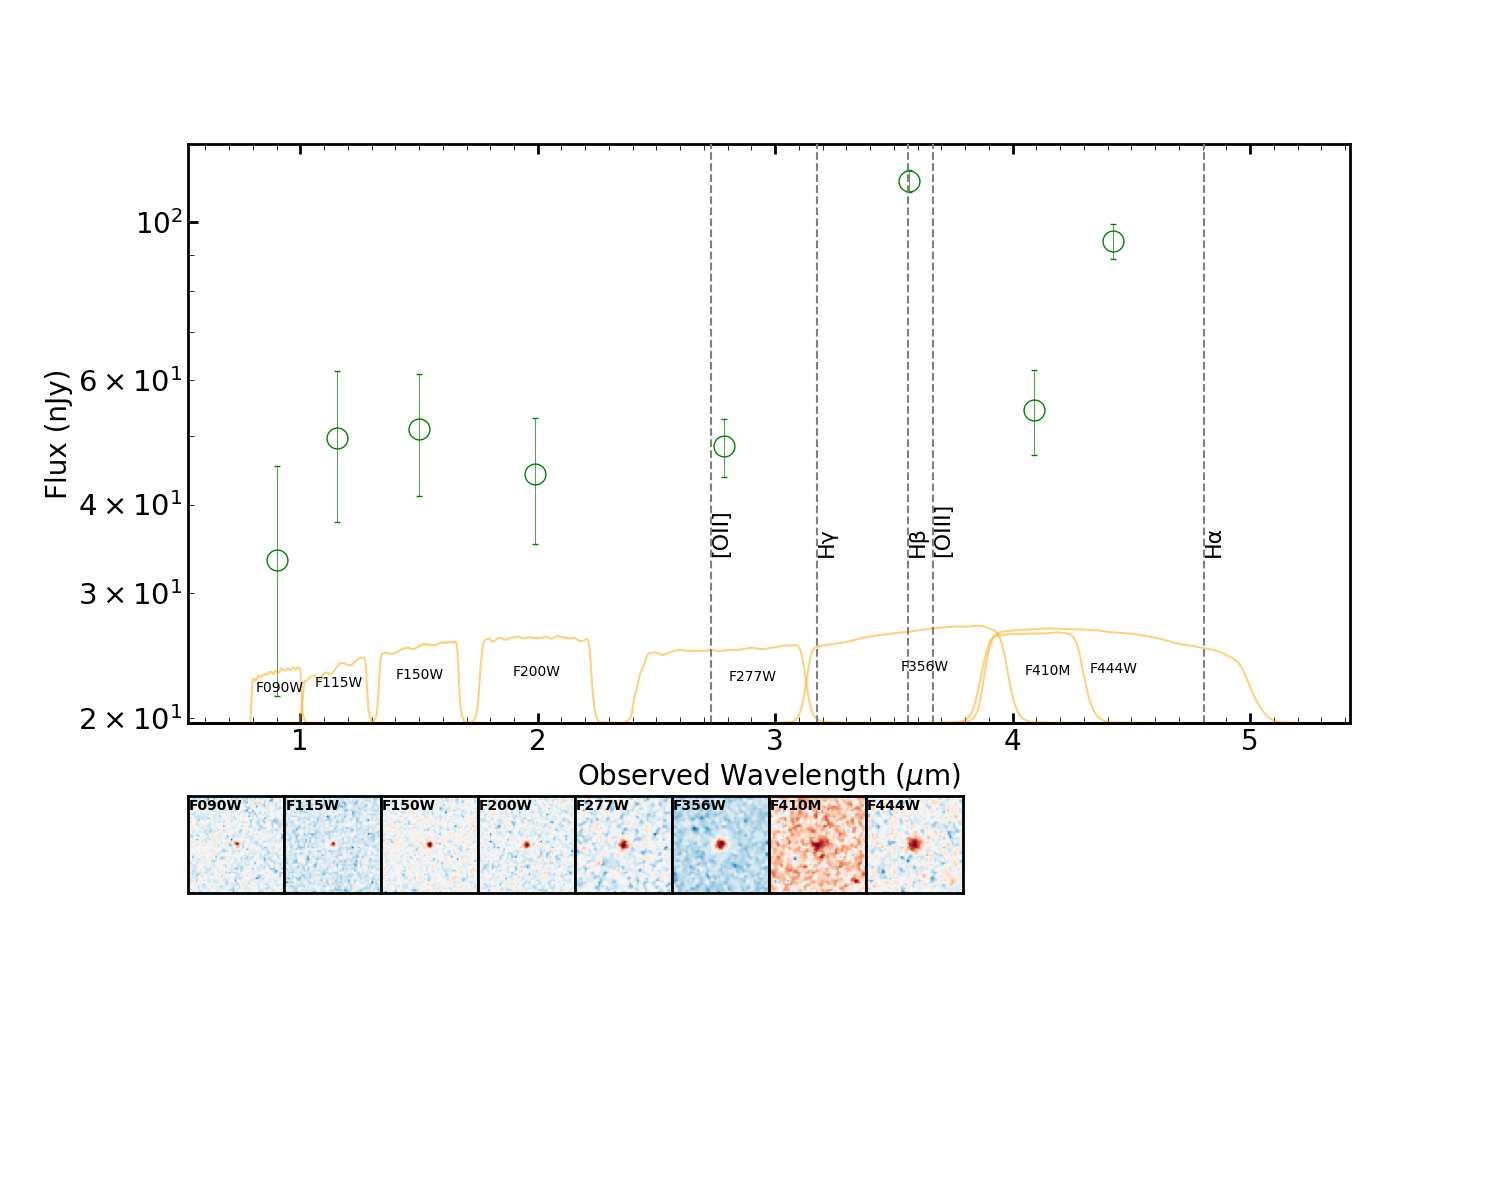 10²
6 × 10¹
4 × 10¹
3 × 10¹
2 × 10¹
Flux (nJy)
[OII]
Hγ
Hβ
[OIII]
Hα
F090W
F115W
F150W
F200W
F277W
F356W
F410M
F444W
1 2 3 4 5
Observed Wavelength (μm)
F090W F115W F150W F200W F277W F356W F410M F444W